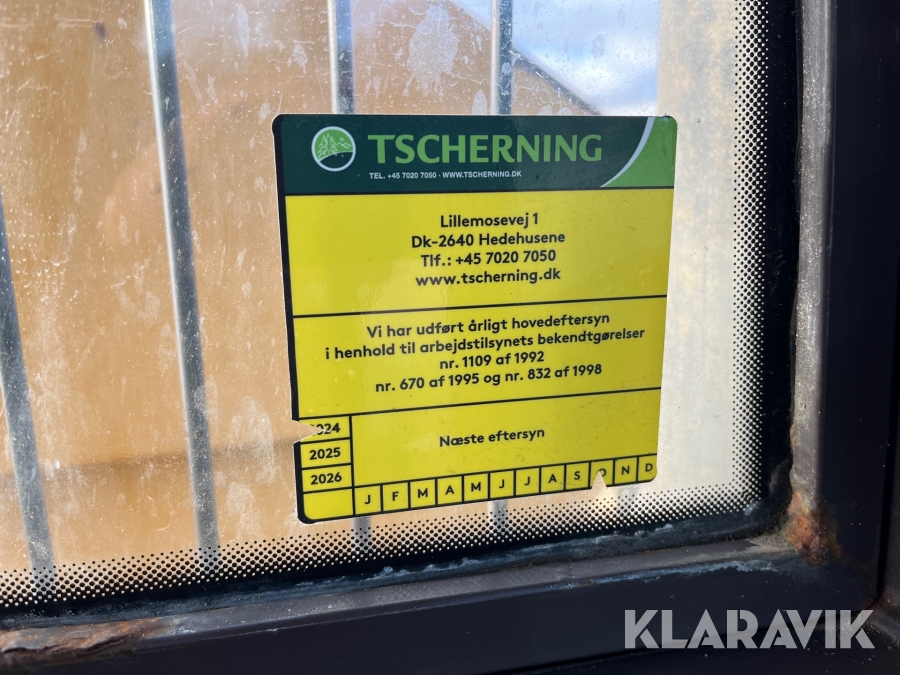 TSCHERNING
TEL. +45 7020 7050 · WWW.TSCHERNING.DK
Lillemosevej 1
Dk-2640 Hedehusene
Tlf.: +45 7020 7050
www.tscherning.dk
Vi har udført årligt hovedeftersyn
i henhold til arbejdstilsynets bekendtgørelser
nr. 1109 af 1992
nr. 670 af 1995 og nr. 832 af 1998
2024
2025
2026
Næste eftersyn
J F M A M J J A S O N D
KLARAVIK